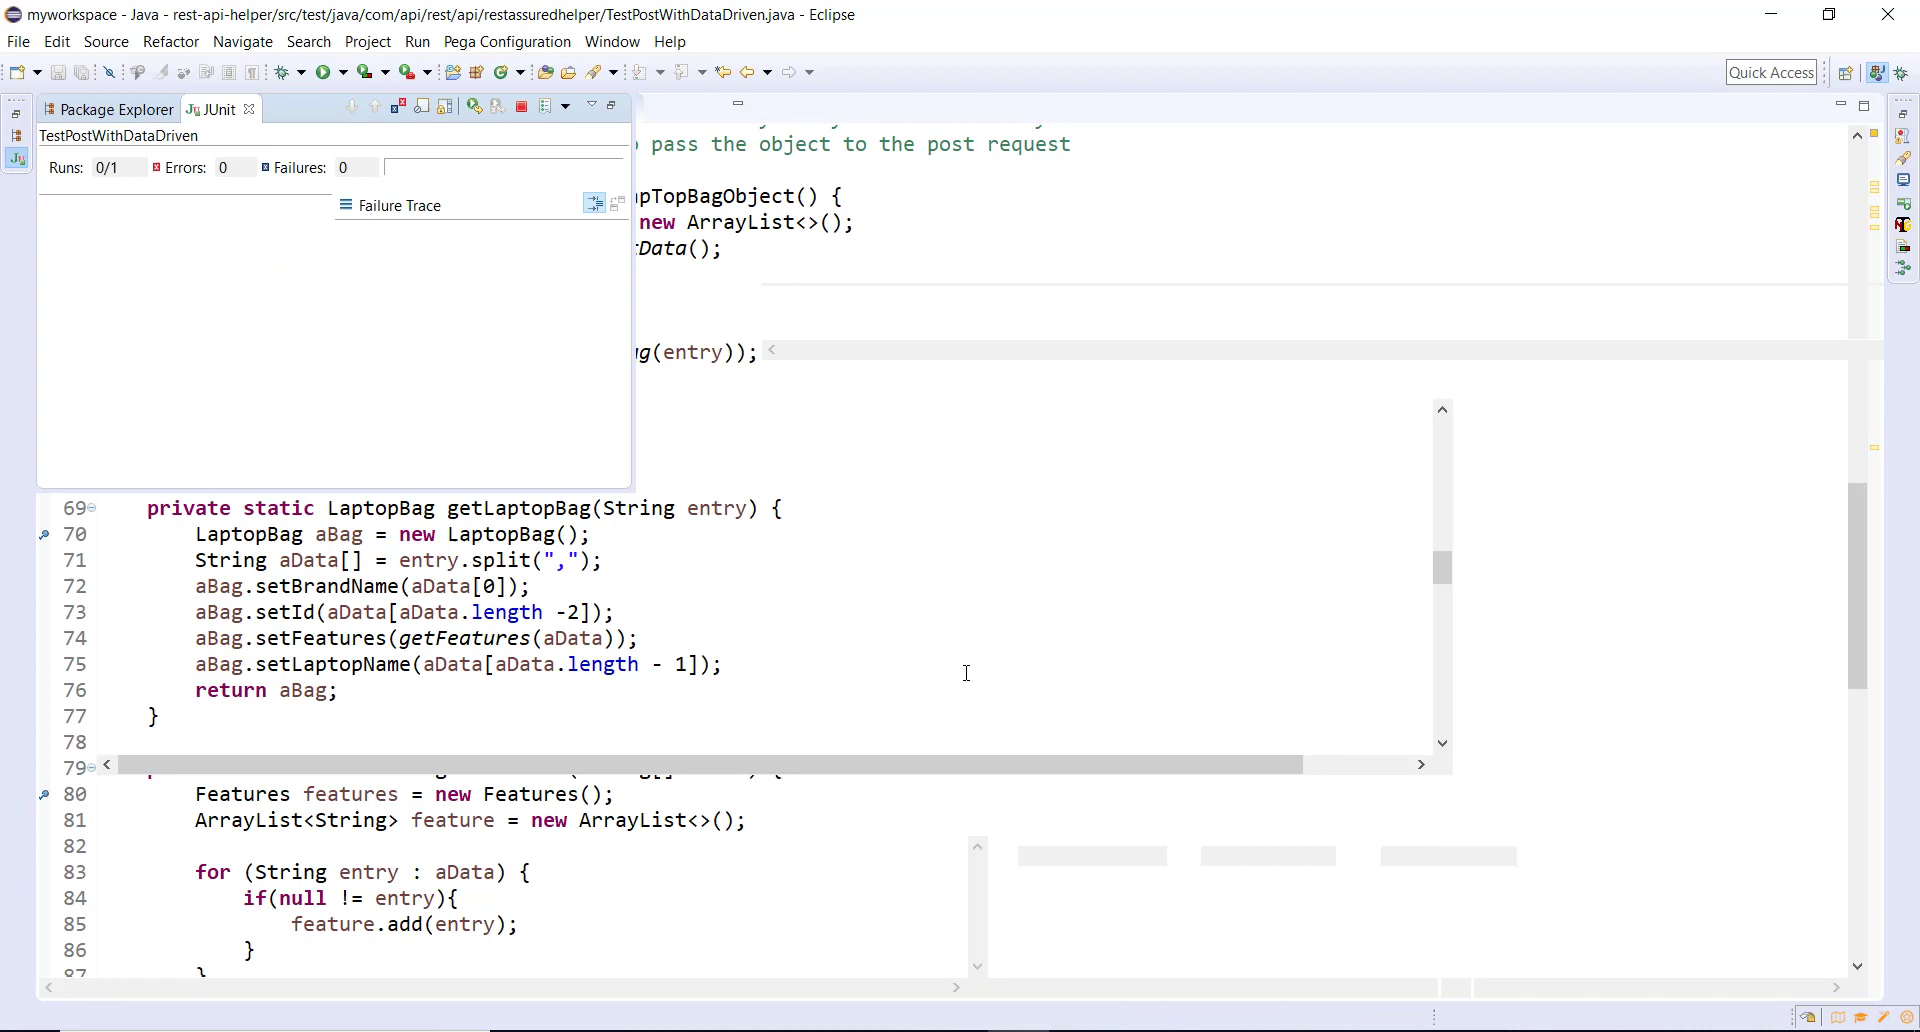 myworkspace - Java - rest-api-helper/src/test/java/com/api/rest/api/restassuredhelper/TestPostWithDataDriven.java - Eclipse
File Edit Source Refactor Navigate Search Project Run Pega Configuration Window Help
Quick Access
Package Explorer JUnit
TestPostWithDataDriven
Runs: 0/1 Errors: 0 Failures: 0
Failure Trace
pass the object to the post request
pTopBagObject() {
new ArrayList<>();
Data();
g(entry));
69 private static LaptopBag getLaptopBag(String entry) {
70 LaptopBag aBag = new LaptopBag();
71 String aData[] = entry.split(",");
72 aBag.setBrandName(aData[0]);
73 aBag.setId(aData[aData.length -2]);
74 aBag.setFeatures(getFeatures(aData));
75 aBag.setLaptopName(aData[aData.length - 1]);
76 return aBag;
77 }
78
79
80 Features features = new Features();
81 ArrayList<String> feature = new ArrayList<>();
82
83 for (String entry : aData) {
84 if(null != entry){
85 feature.add(entry);
86 }
87 }